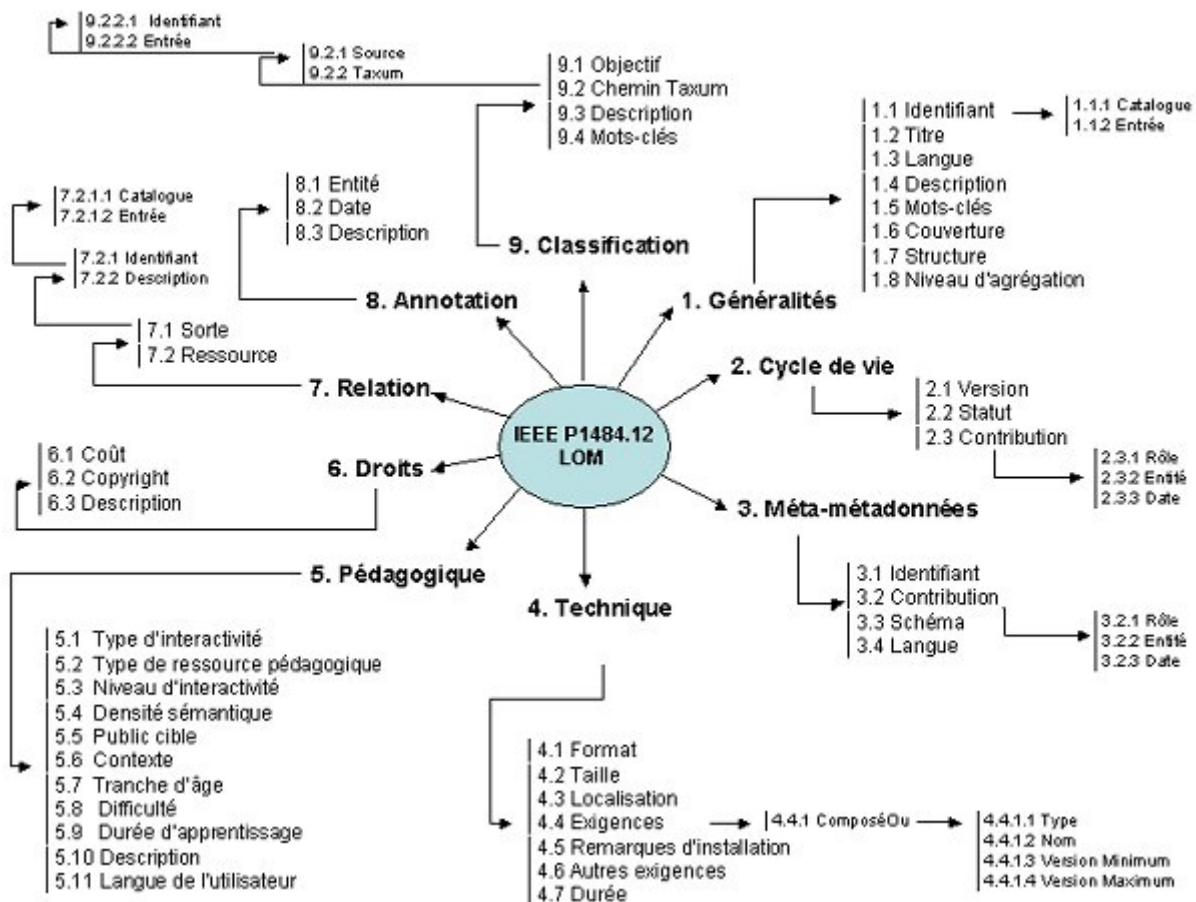 9.2.2.1 Identifiant
9.2.2.2 Entrée
9.2.1 Source
9.2.2 Taxum
9.1 Objectif
9.2 Chemin Taxum
9.3 Description
9.4 Mots-clés
9. Classification
1.1 Identifiant
1.2 Titre
1.3 Langue
1.4 Description
1.5 Mots-clés
1.6 Couverture
1.7 Structure
1.8 Niveau d'agrégation
1.1.1 Catalogue
1.1.2 Entrée
1. Généralités
8.1 Entité
8.2 Date
8.3 Description
8. Annotation
7.2.1.1 Catalogue
7.2.1.2 Entrée
7.2.1 Identifiant
7.2.2 Description
7.1 Sorte
7.2 Ressource
7. Relation
2. Cycle de vie
2.1 Version
2.2 Statut
2.3 Contribution
2.3.1 Rôle
2.3.2 Entité
2.3.3 Date
IEEE P1484.12
LOM
6. Droits
6.1 Coût
6.2 Copyright
6.3 Description
3. Méta-métadonnées
3.1 Identifiant
3.2 Contribution
3.3 Schéma
3.4 Langue
3.2.1 Rôle
3.2.2 Entité
3.2.3 Date
5. Pédagogique
5.1 Type d'interactivité
5.2 Type de ressource pédagogique
5.3 Niveau d'interactivité
5.4 Densité sémantique
5.5 Public cible
5.6 Contexte
5.7 Tranche d'âge
5.8 Difficulté
5.9 Durée d'apprentissage
5.10 Description
5.11 Langue de l'utilisateur
4. Technique
4.1 Format
4.2 Taille
4.3 Localisation
4.4 Exigences
4.5 Remarques d'installation
4.6 Autres exigences
4.7 Durée
4.4.1 ComposéOu
4.4.1.1 Type
4.4.1.2 Nom
4.4.1.3 Version Minimum
4.4.1.4 Version Maximum